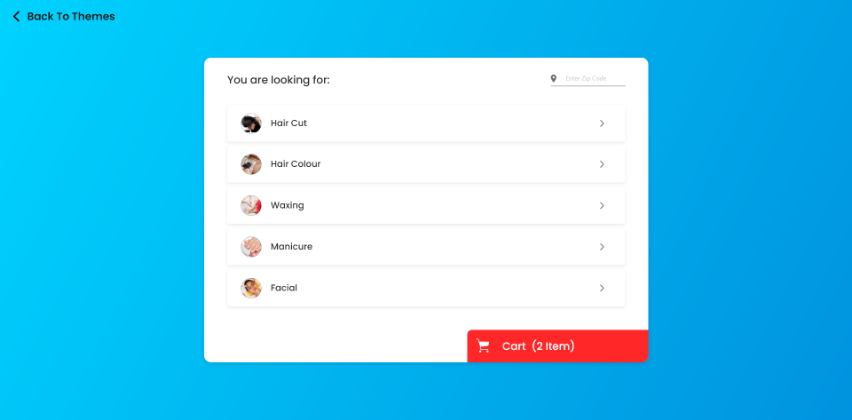 Back To Themes
You are looking for:
Enter Zip Code
Hair Cut
Hair Colour
Waxing
Manicure
Facial
Cart (2 Item)